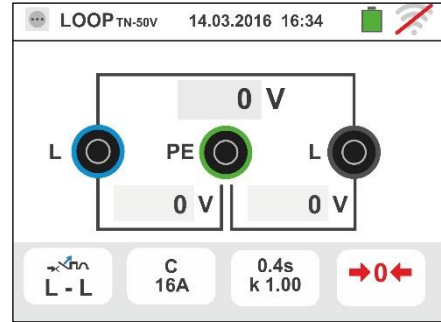 LOOP TN-50V 14.03.2016 16:34
0 V
L PE L
0 V 0 V
L - L
C
16A
0.4s
k 1.00
0